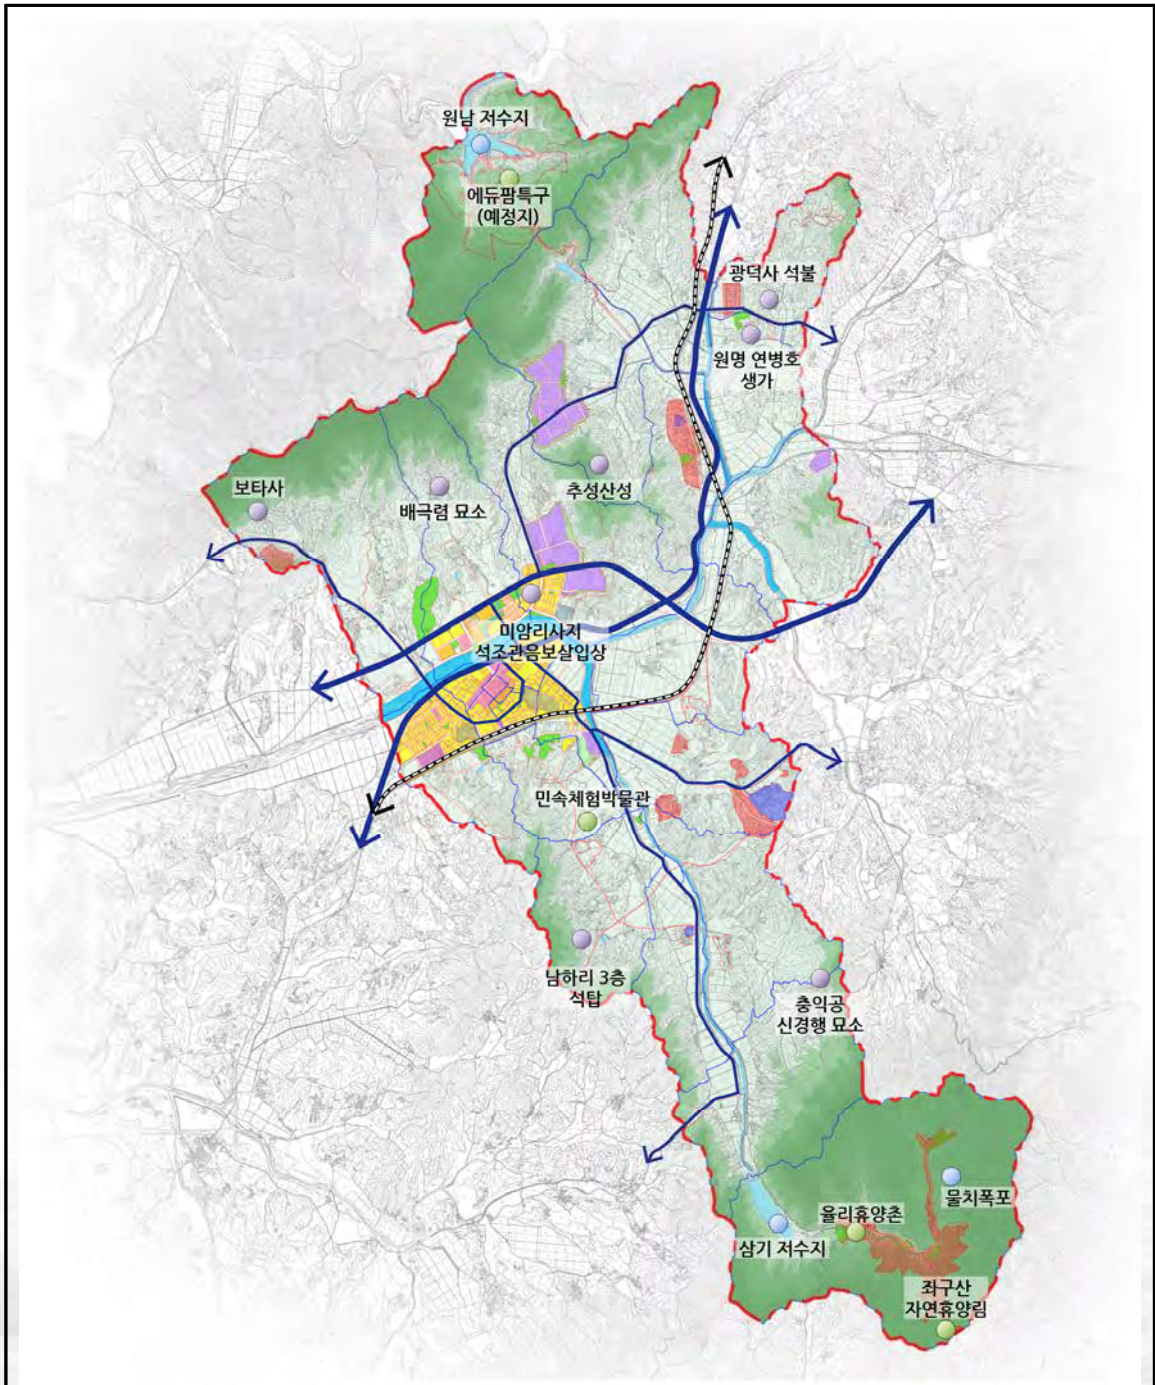 원남 저수지
에듀팜특구
(예정지)
광덕사 석불
원명 연병호
생가
보타사
배극렴 묘소
추성산성
미암리사지
석조관음보살입상
민속체험박물관
남하리 3층
석탑
충익공
신경행 묘소
물치폭포
율리휴양촌
삼기 저수지
좌구산
자연휴양림